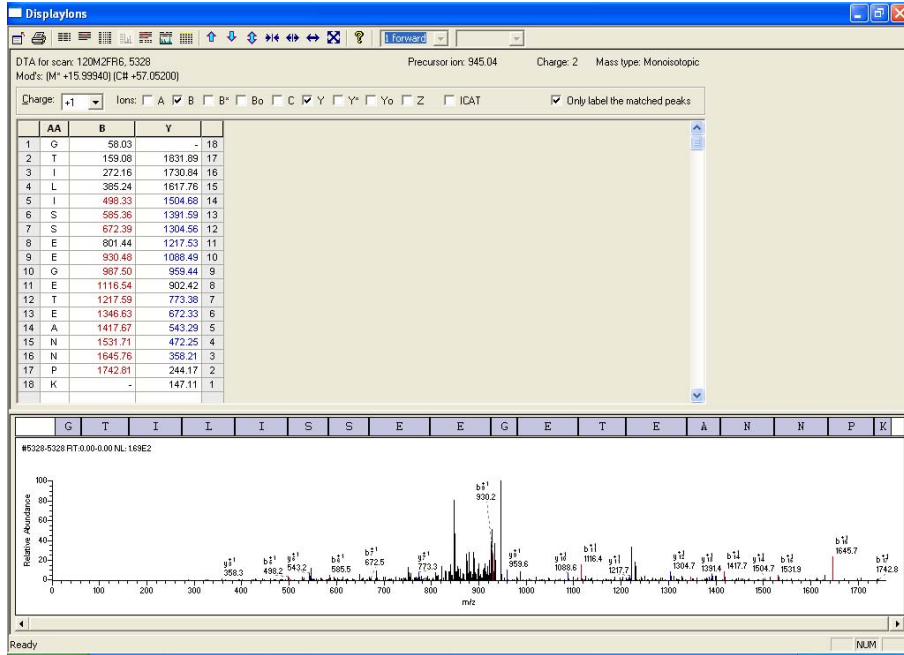 DisplayIons
1 forward
DTA for scan: 120M2FR6, 5328 Precursor ion: 945.04 Charge: 2 Mass type: Monoisotopic
Mod's: (M* +15.99940) (C# +57.05200)
Charge: +1 Ions: A B B* Bo C Y Y* Yo Z ICAT Only label the matched peaks
AA B Y
1 G 58.03 - 18
2 T 159.08 1831.89 17
3 I 272.16 1730.84 16
4 L 385.24 1617.76 15
5 I 498.33 1504.68 14
6 S 585.36 1391.59 13
7 S 672.39 1304.56 12
8 E 801.44 1217.53 11
9 E 930.48 1088.49 10
10 G 987.50 959.44 9
11 E 1116.54 902.42 8
12 T 1217.59 773.38 7
13 E 1346.63 672.33 6
14 A 1417.67 543.29 5
15 N 1531.71 472.25 4
16 N 1645.76 358.21 3
17 P 1742.81 244.17 2
18 K - 147.11 1
G T I L I S S E E G E T E A N N P K
#5328-5328 RT:0.00-0.00 NL: 1.69E2
Relative Abundance
100
80
60
40
20
0
930.2
358.3 498.2 543.2 585.5 672.5 773.3 959.6 1088.6 1116.4 1217.7 1304.7 1391.4 1417.7 1504.7 1531.9 1645.7 1742.8
0 100 200 300 400 500 600 700 800 900 1000 1100 1200 1300 1400 1500 1600 1700
m/z
Ready NUM